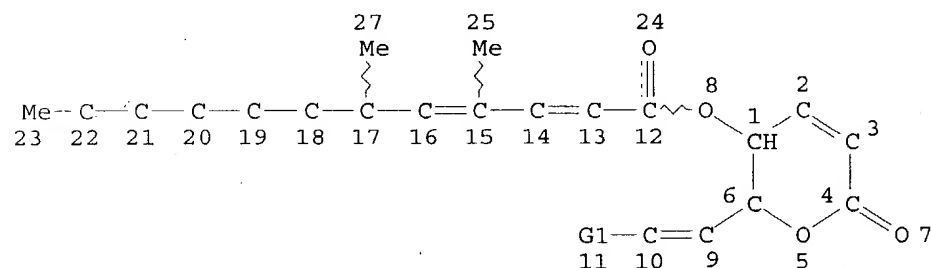 27 25 24
Me Me O
Me C C C C C C C C C C C O
23 22 21 20 19 18 17 16 15 14 13 12 8
1 2 3
CH C
6 4
C C
G1 C C O O 7
11 10 9 5